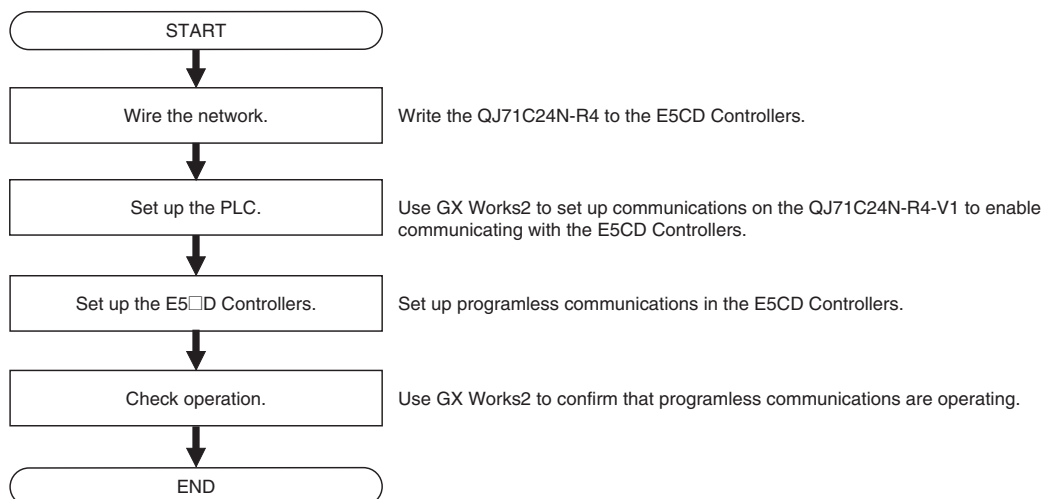 START
Wire the network.
Write the QJ71C24N-R4 to the E5CD Controllers.
Set up the PLC.
Use GX Works2 to set up communications on the QJ71C24N-R4-V1 to enable
communicating with the E5CD Controllers.
Set up the E5□D Controllers.
Set up programless communications in the E5CD Controllers.
Check operation.
Use GX Works2 to confirm that programless communications are operating.
END